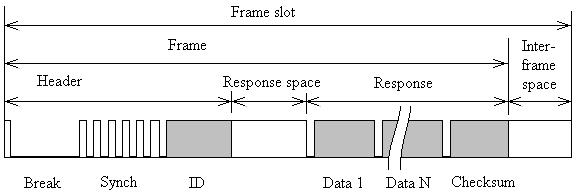 Frame slot
Frame
Inter-
frame
space
Header
Response space
Response
Break
Synch
ID
Data 1
Data N
Checksum